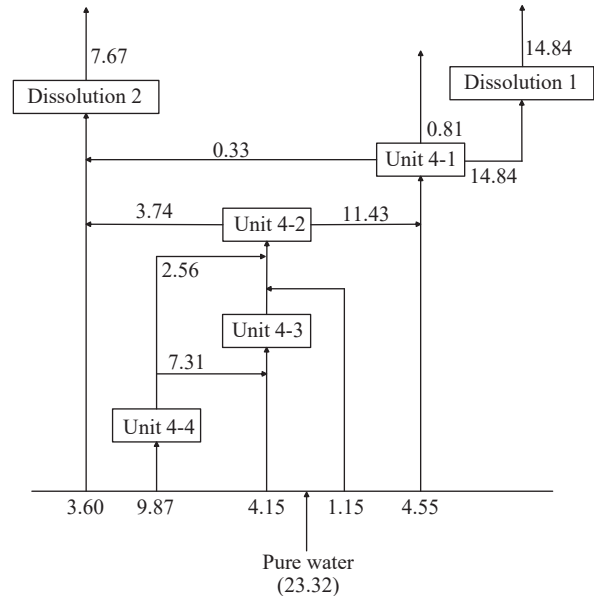 7.67
14.84
Dissolution 2
Dissolution 1
0.81
0.33
Unit 4-1
14.84
3.74
Unit 4-2
11.43
2.56
Unit 4-3
7.31
Unit 4-4
3.60
9.87
4.15
1.15
4.55
Pure water
(23.32)